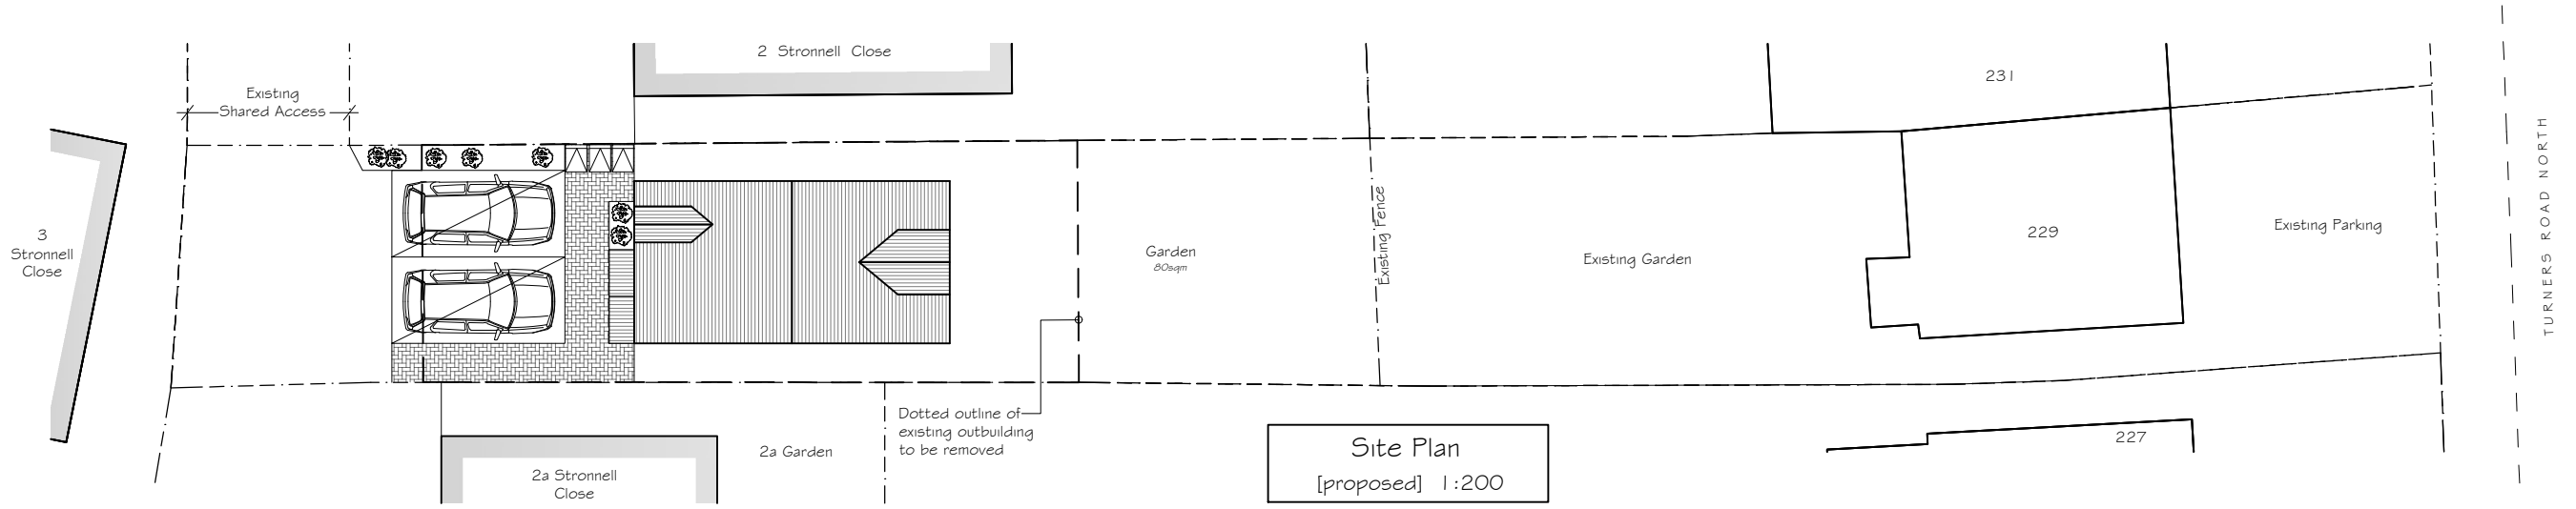 2 Stronnell Close
231
Existing
Shared Access
TURNERS ROAD NORTH
3
Stronnell
Close
Garden
80sqm
Existing Fence
Existing Garden
229
Existing Parking
Dotted outline of
existing outbuilding
to be removed
2a Garden
2a Stronnell
Close
Site Plan
[proposed] 1:200
227